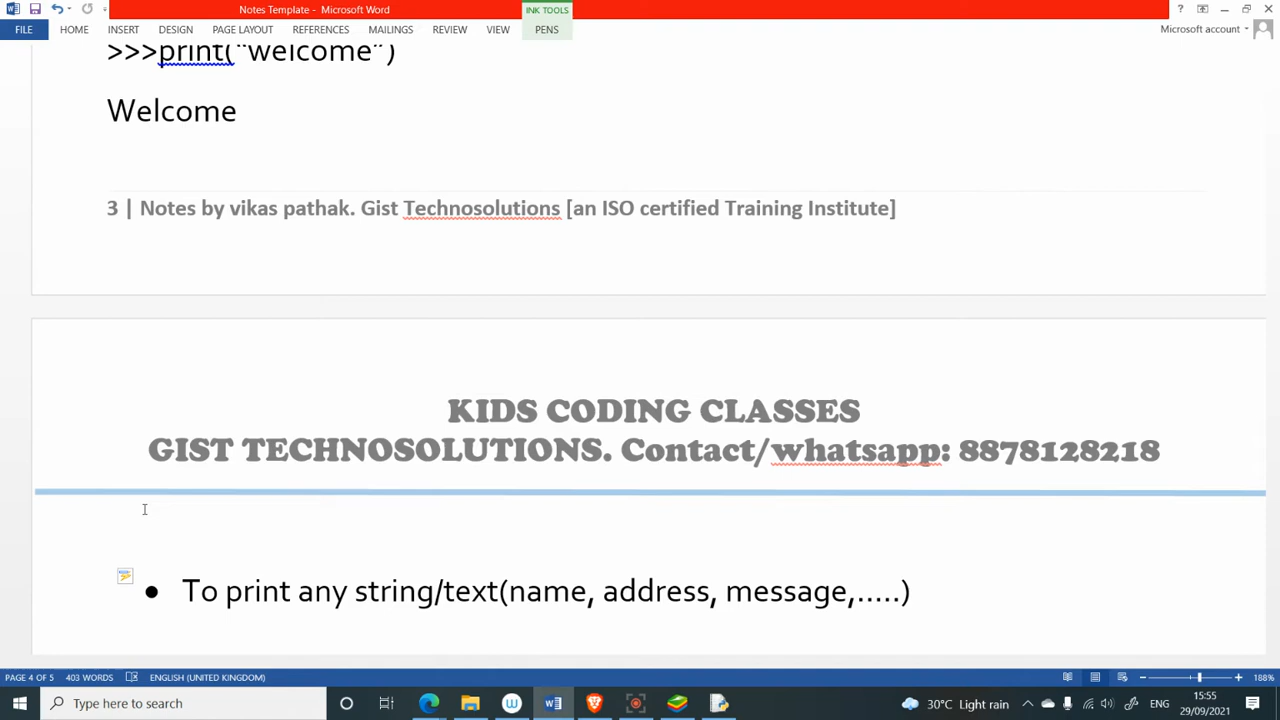 Notes Template - Microsoft Word
INK TOOLS
?
FILE
HOME
INSERT
DESIGN
PAGE LAYOUT
REFERENCES
MAILINGS
REVIEW
VIEW
PENS
Microsoft account
>>>print("welcome")
Welcome
3 | Notes by vikas pathak. Gist Technosolutions [an ISO certified Training Institute]
KIDS CODING CLASSES
GIST TECHNOSOLUTIONS. Contact/whatsapp: 8878128218
• To print any string/text(name, address, message,.....)
PAGE 4 OF 5
403 WORDS
ENGLISH (UNITED KINGDOM)
188%
Type here to search
30°C Light rain
ENG
15:55
29/09/2021